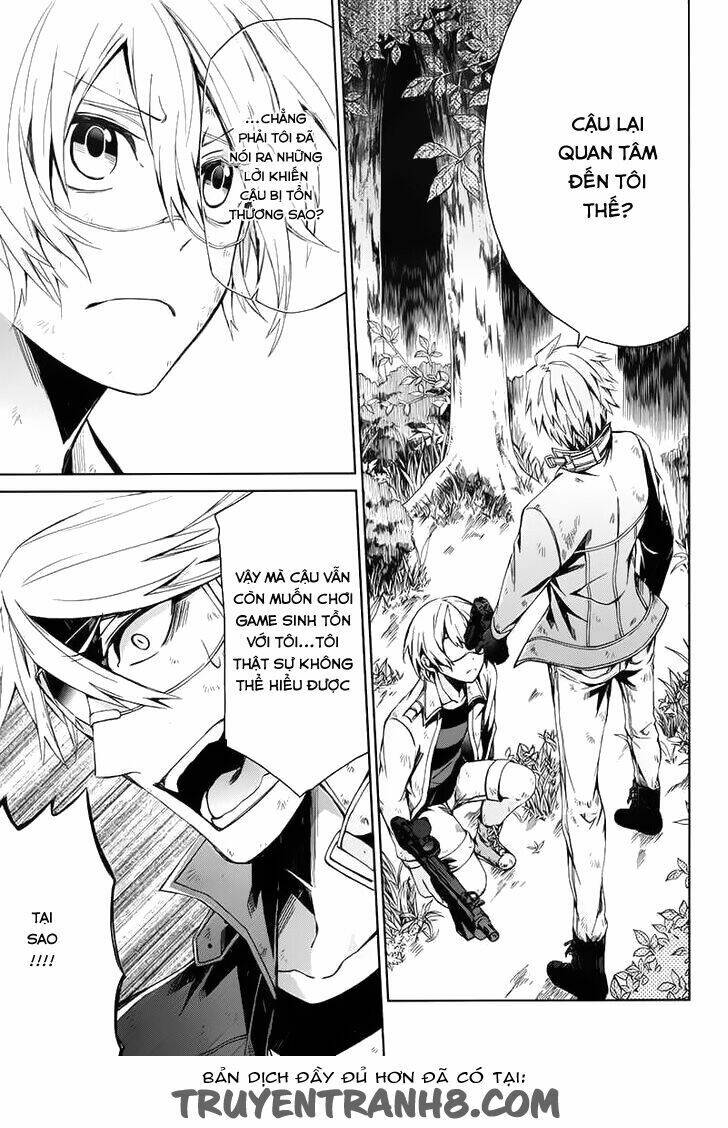 CẬU LẠI
QUAN TÂM
ĐẾN TÔI
THẾ?
...CHẲNG
PHẢI TÔI ĐÃ
NÓI RA NHỮNG
LỜI KHIẾN
CẬU BỊ TỔN
THƯƠNG SAO?
VẬY MÀ CẬU VẪN
CÒN MUỐN CHƠI
GAME SINH TỒN
VỚI TÔI...TÔI
THẬT SỰ KHÔNG
THỂ HIỂU ĐƯỢC
TẠI
SAO
!!!!
BẢN DỊCH ĐẦY ĐỦ HƠN ĐÃ CÓ TẠI:
TRUYENTRANH8.COM